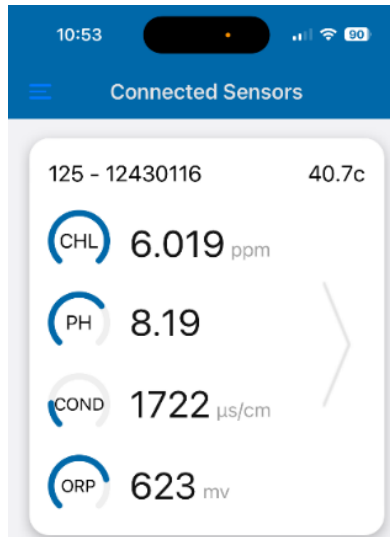 10:53 90
Connected Sensors
125 - 12430116 40.7c
CHL 6.019 ppm
PH 8.19
COND 1722 µs/cm
ORP 623 mv